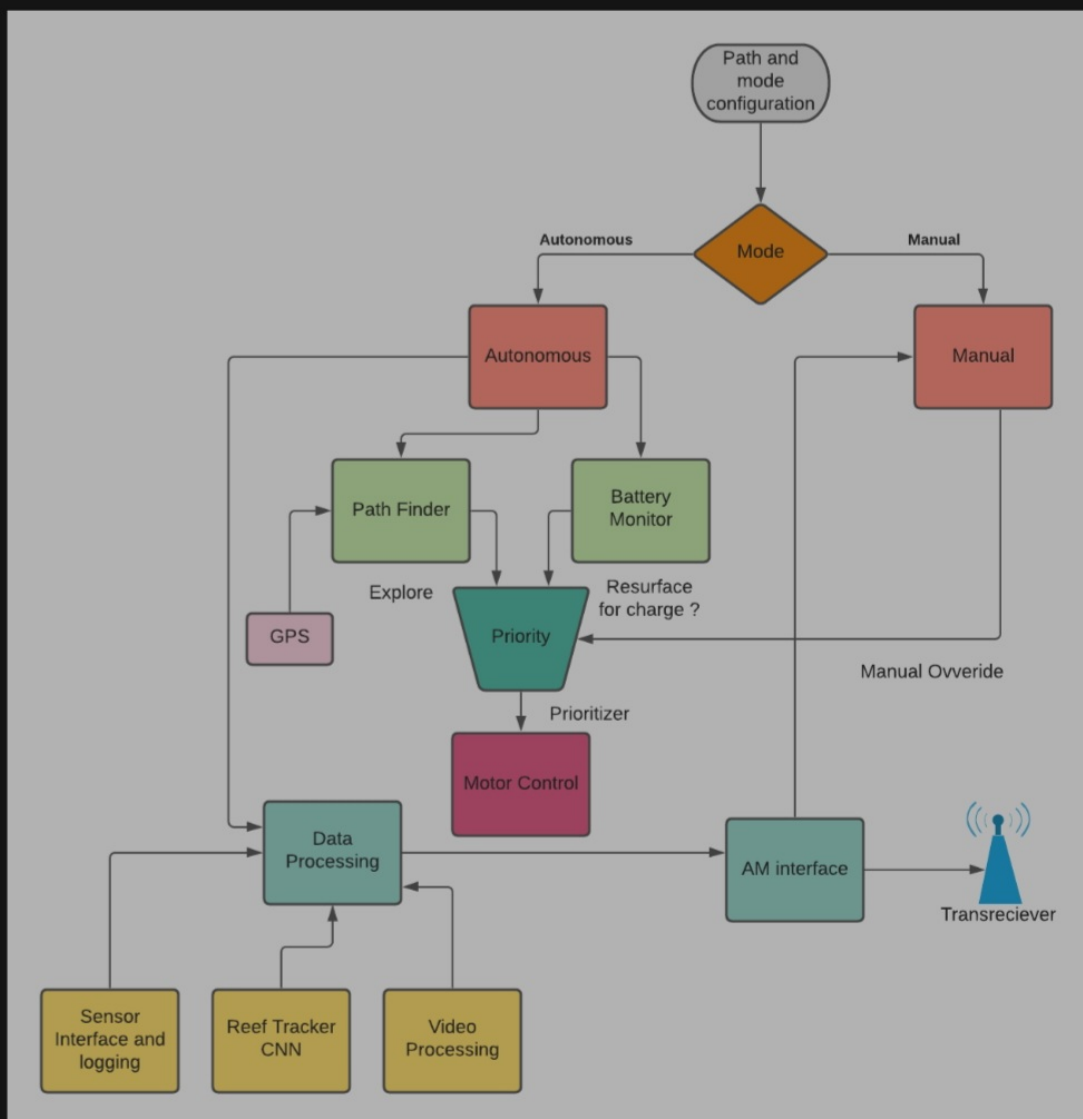 Path and
mode
configuration
Autonomous
Manual
Mode
Autonomous
Manual
Path Finder
Battery
Monitor
Explore
Resurface
for charge ?
GPS
Priority
Manual Ovveride
Prioritizer
Motor Control
Data
Processing
AM interface
Transreciever
Sensor
Interface and
logging
Reef Tracker
CNN
Video
Processing